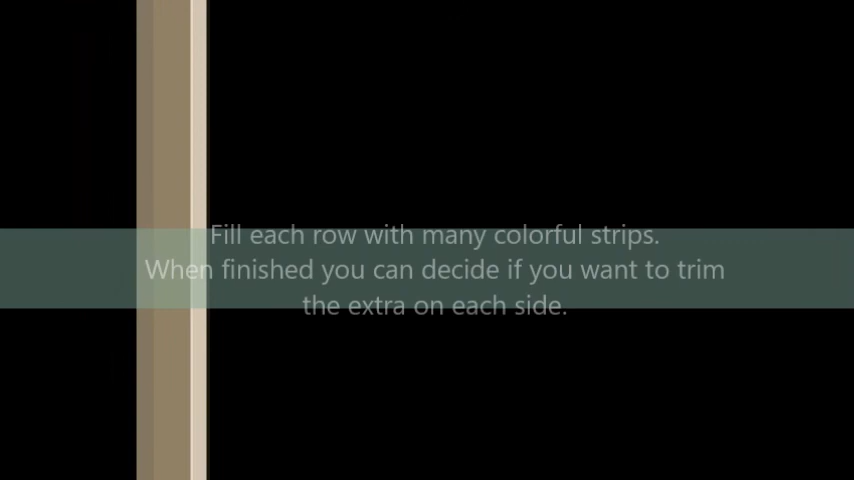 Fill each row with many colorful strips.
When finished you can decide if you want to trim
the extra on each side.